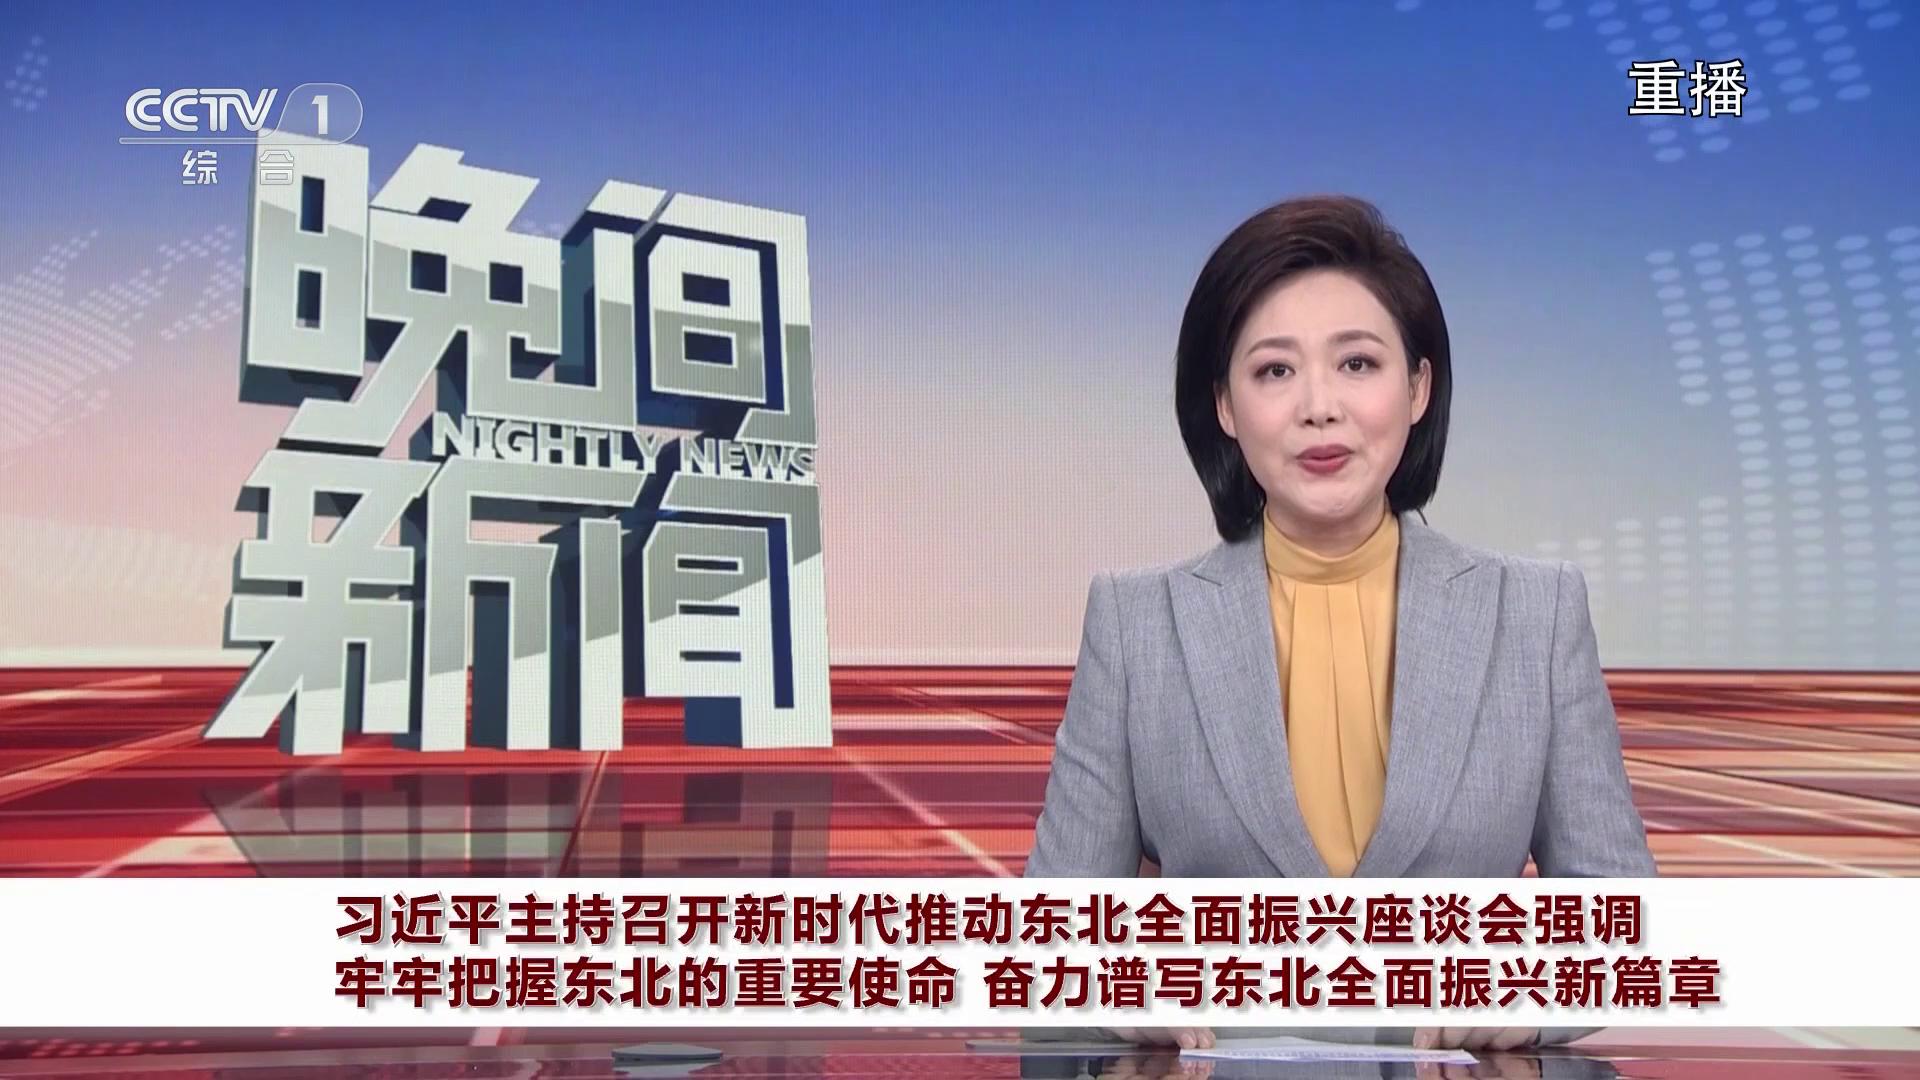 CCTV 1
综合
重播
晚间
NIGHTLY NEWS
新闻
习近平主持召开新时代推动东北全面振兴座谈会强调
牢牢把握东北的重要使命 奋力谱写东北全面振兴新篇章